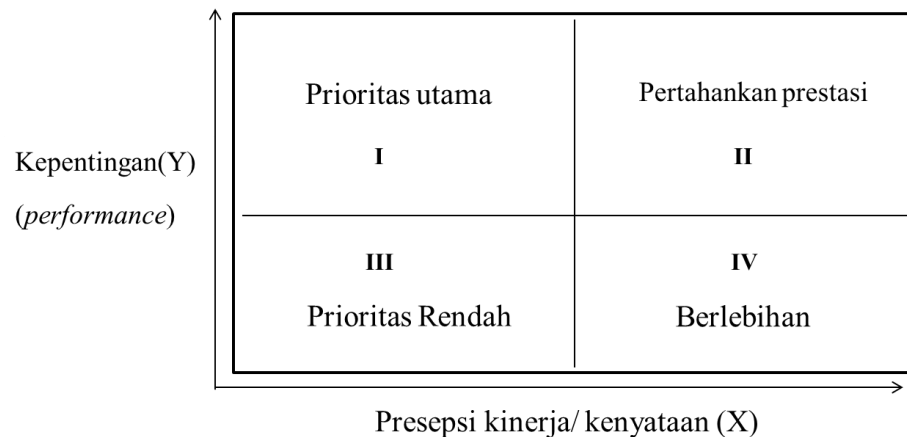 Prioritas utama
Pertahankan prestasi
I
II
Kepentingan(Y)
(performance)
III
IV
Prioritas Rendah
Berlebihan
Presepsi kinerja/ kenyataan (X)